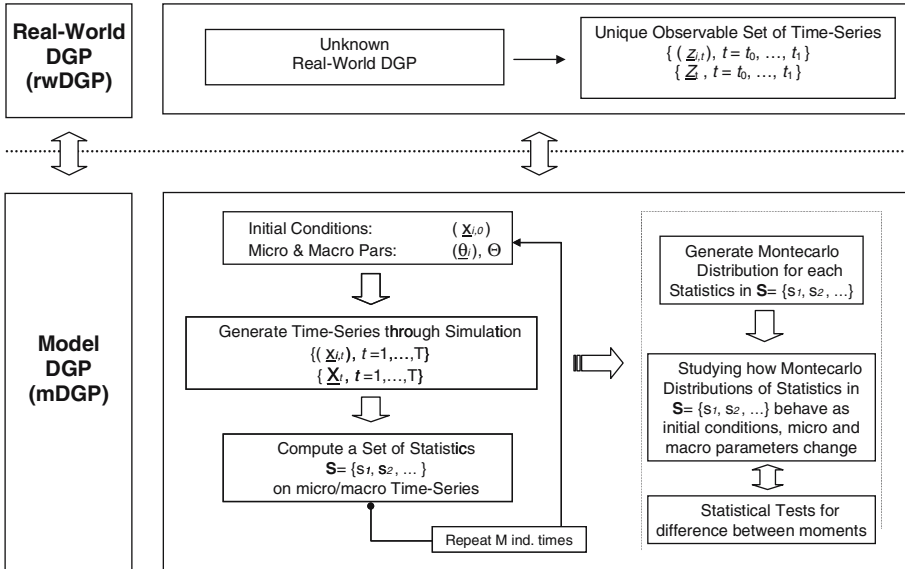 Real-World
DGP
(rwDGP)
Unknown
Real-World DGP
Unique Observable Set of Time-Series
{ ( z_i,t), t = t₀, …, t₁ }
{ Z_t , t = t₀, …, t₁ }
Model
DGP
(mDGP)
Initial Conditions: ( x_i,0)
Micro & Macro Pars: (θ_i), Θ
Generate Time-Series through Simulation
{( x_i,t), t =1,…,T}
{ X_t, t =1,…,T}
Compute a Set of Statistics
S= {s₁, s₂, … }
on micro/macro Time-Series
Repeat M ind. times
Generate Montecarlo
Distribution for each
Statistics in S= {s₁, s₂, …}
Studying how Montecarlo
Distributions of Statistics in
S= {s₁, s₂, …} behave as
initial conditions, micro and
macro parameters change
Statistical Tests for
difference between moments